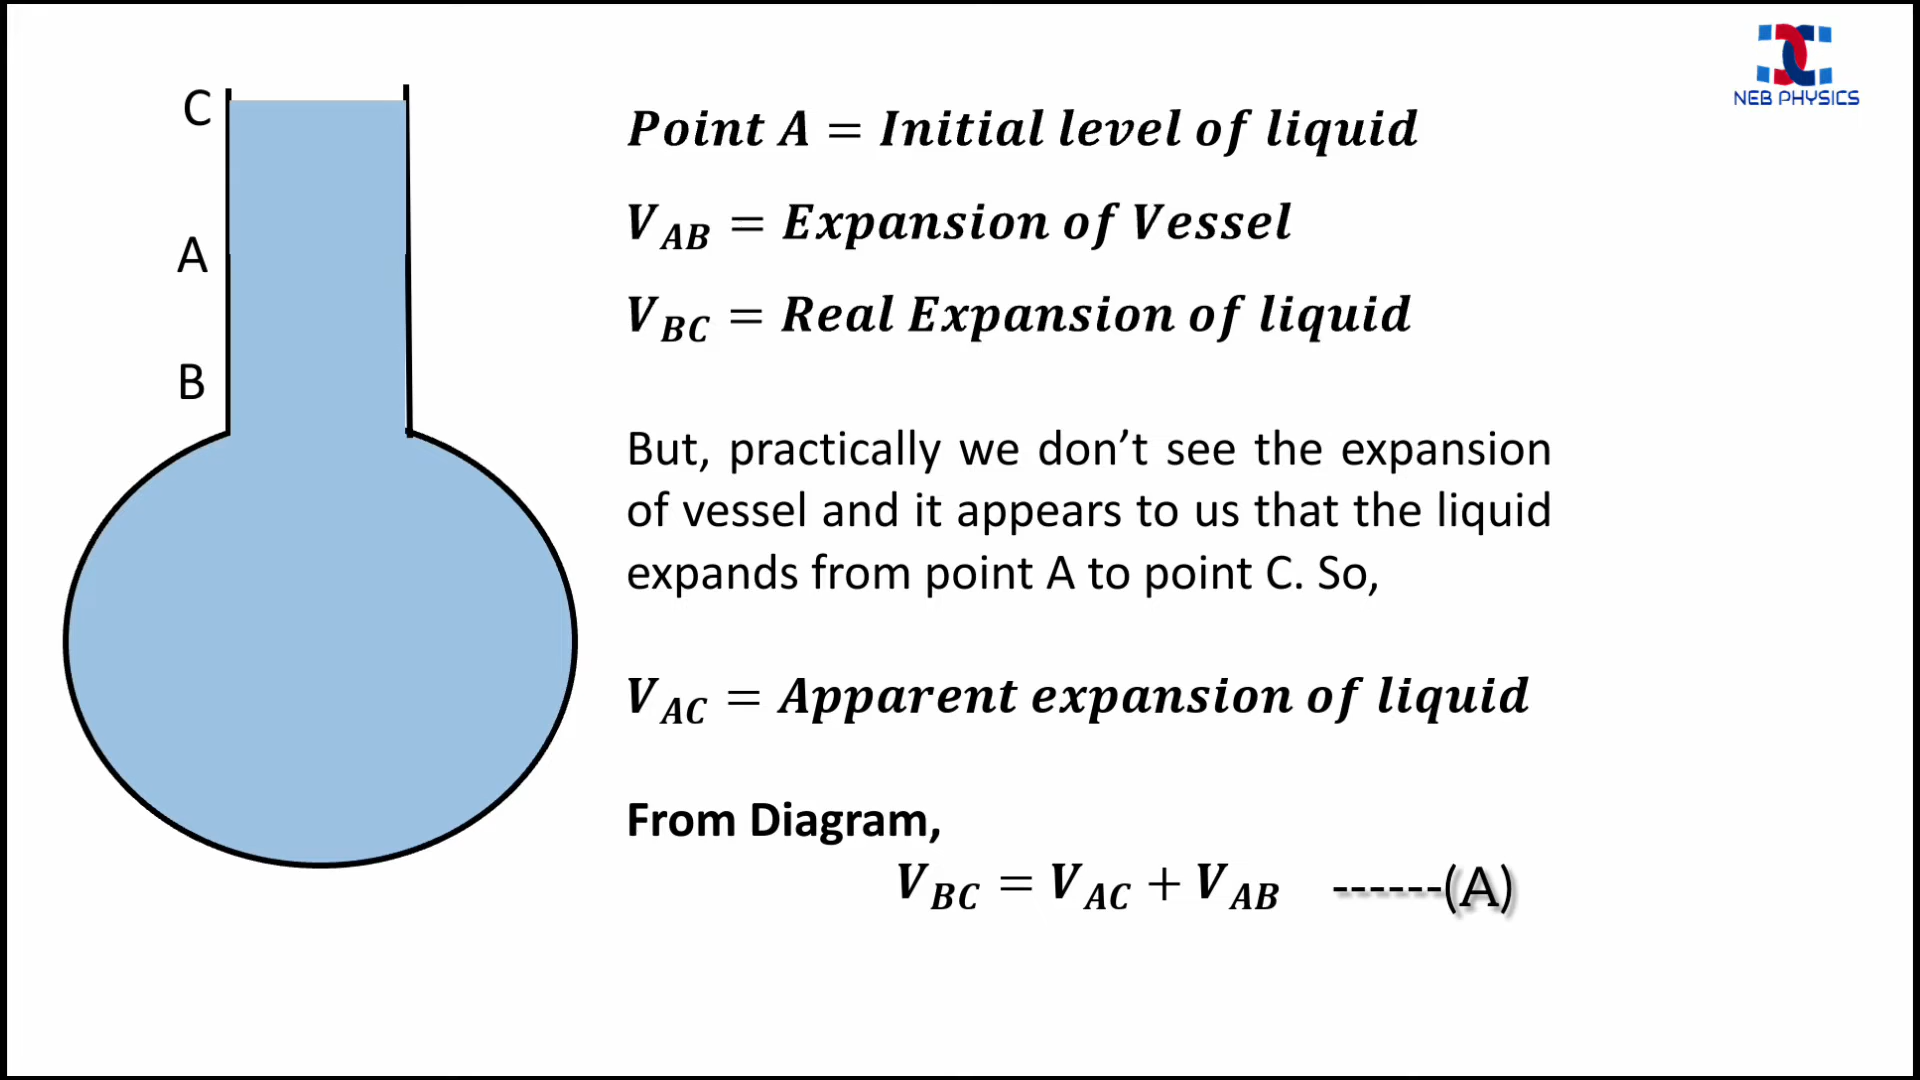 NEB PHYSICS
C
A
B
Point A = Initial level of liquid
V_AB = Expansion of Vessel
V_BC = Real Expansion of liquid
But, practically we don’t see the expansion
of vessel and it appears to us that the liquid
expands from point A to point C. So,
V_AC = Apparent expansion of liquid
From Diagram,
V_BC = V_AC + V_AB ------(A)